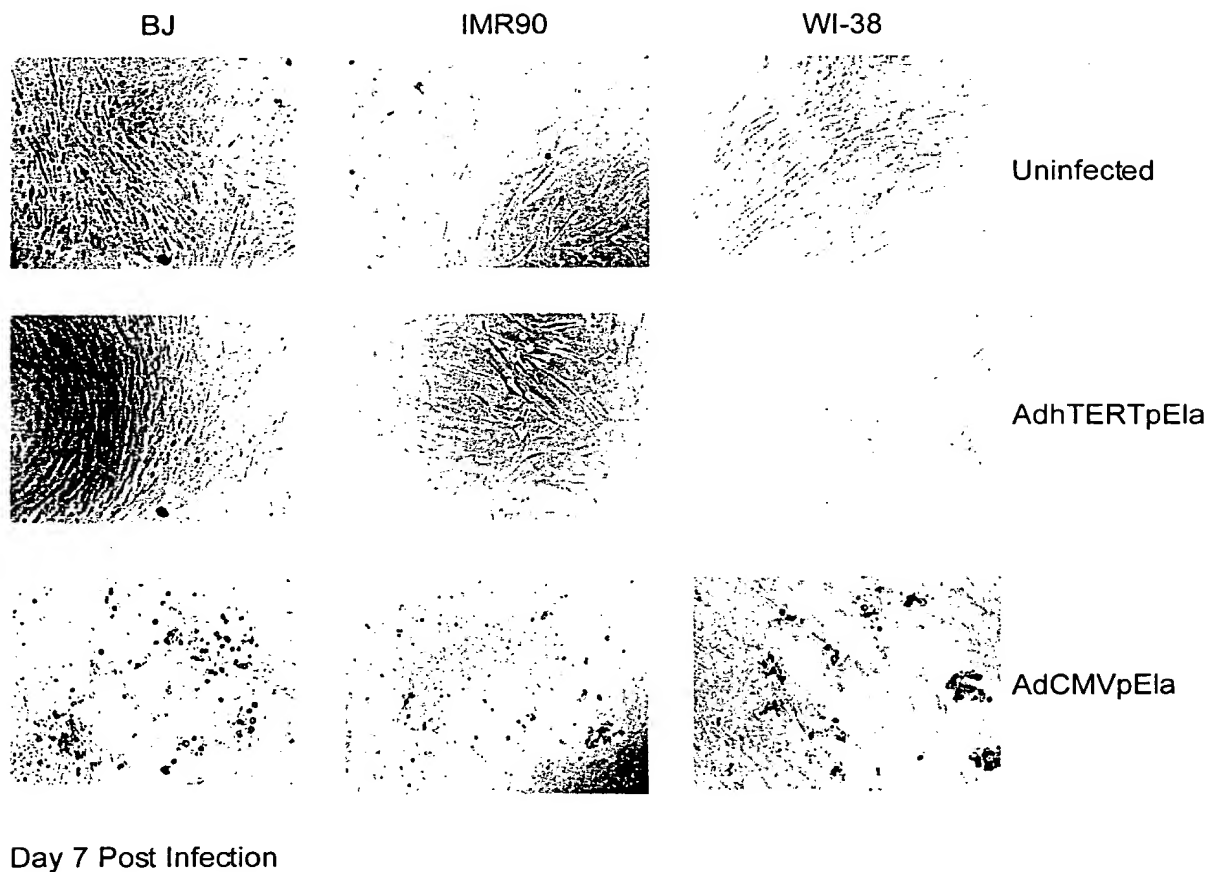 BJ IMR90 WI-38
Uninfected
AdhTERTpEla
AdCMVpEla
Day 7 Post Infection